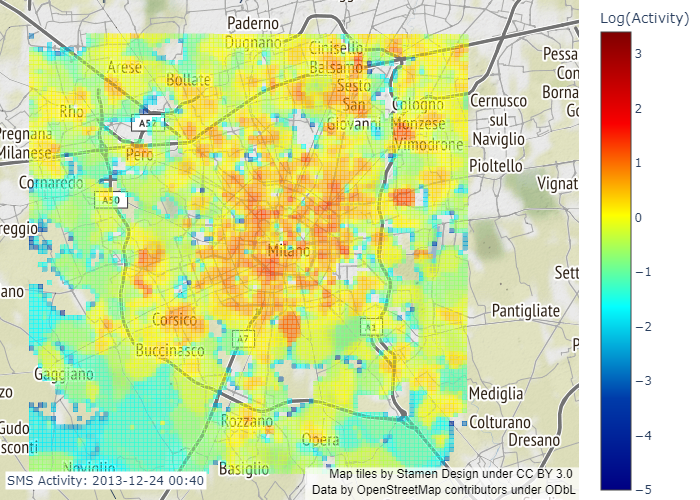 Paderno
Dugnano
Cinisello
Balsamo
Arese
Bollate
Sesto
San
Giovanni
Cologno
Monzese
Vimodrone
Cernusco
sul
Naviglio
Pioltello
Pessa
Con
Borna
Go
Rho
A52
Pregnana
Milanese
Pero
Cornaredo
A50
Vignat
reggio
Milano
Sett
ano
Pantigliate
Corsico
A7
A1
P
Buccinasco
Gaggiano
zo
Mediglia
Rozzano
Colturano
Gudo
Opera
Dresano
sconti
Noviglio
Basiglio
SMS Activity: 2013-12-24 00:40
Map tiles by Stamen Design under CC BY 3.0
Data by OpenStreetMap contributors under ODbL
Log(Activity)
3
2
1
0
−1
−2
−3
−4
−5